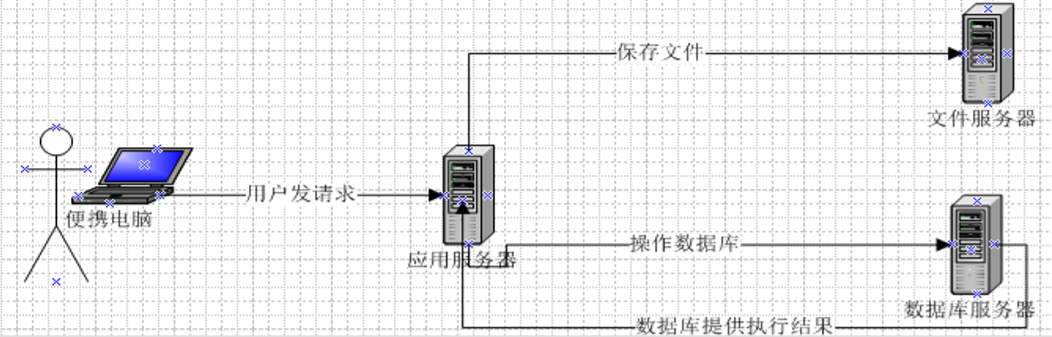 保存文件
文件服务器
用户发请求
便携电脑
操作数据库
应用服务器
数据库服务器
数据库提供执行结果